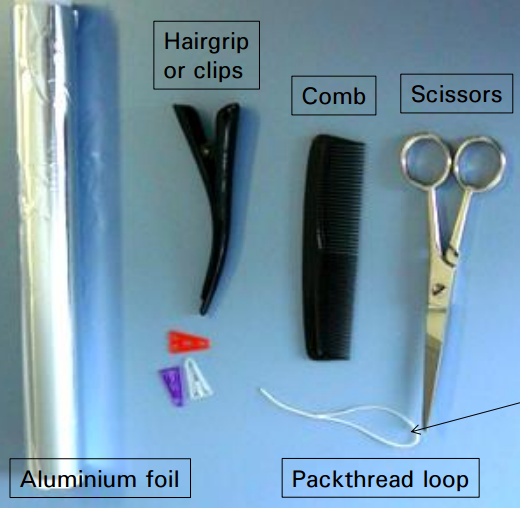 Hairgrip
or clips
Comb
Scissors
Aluminium foil
Packthread loop